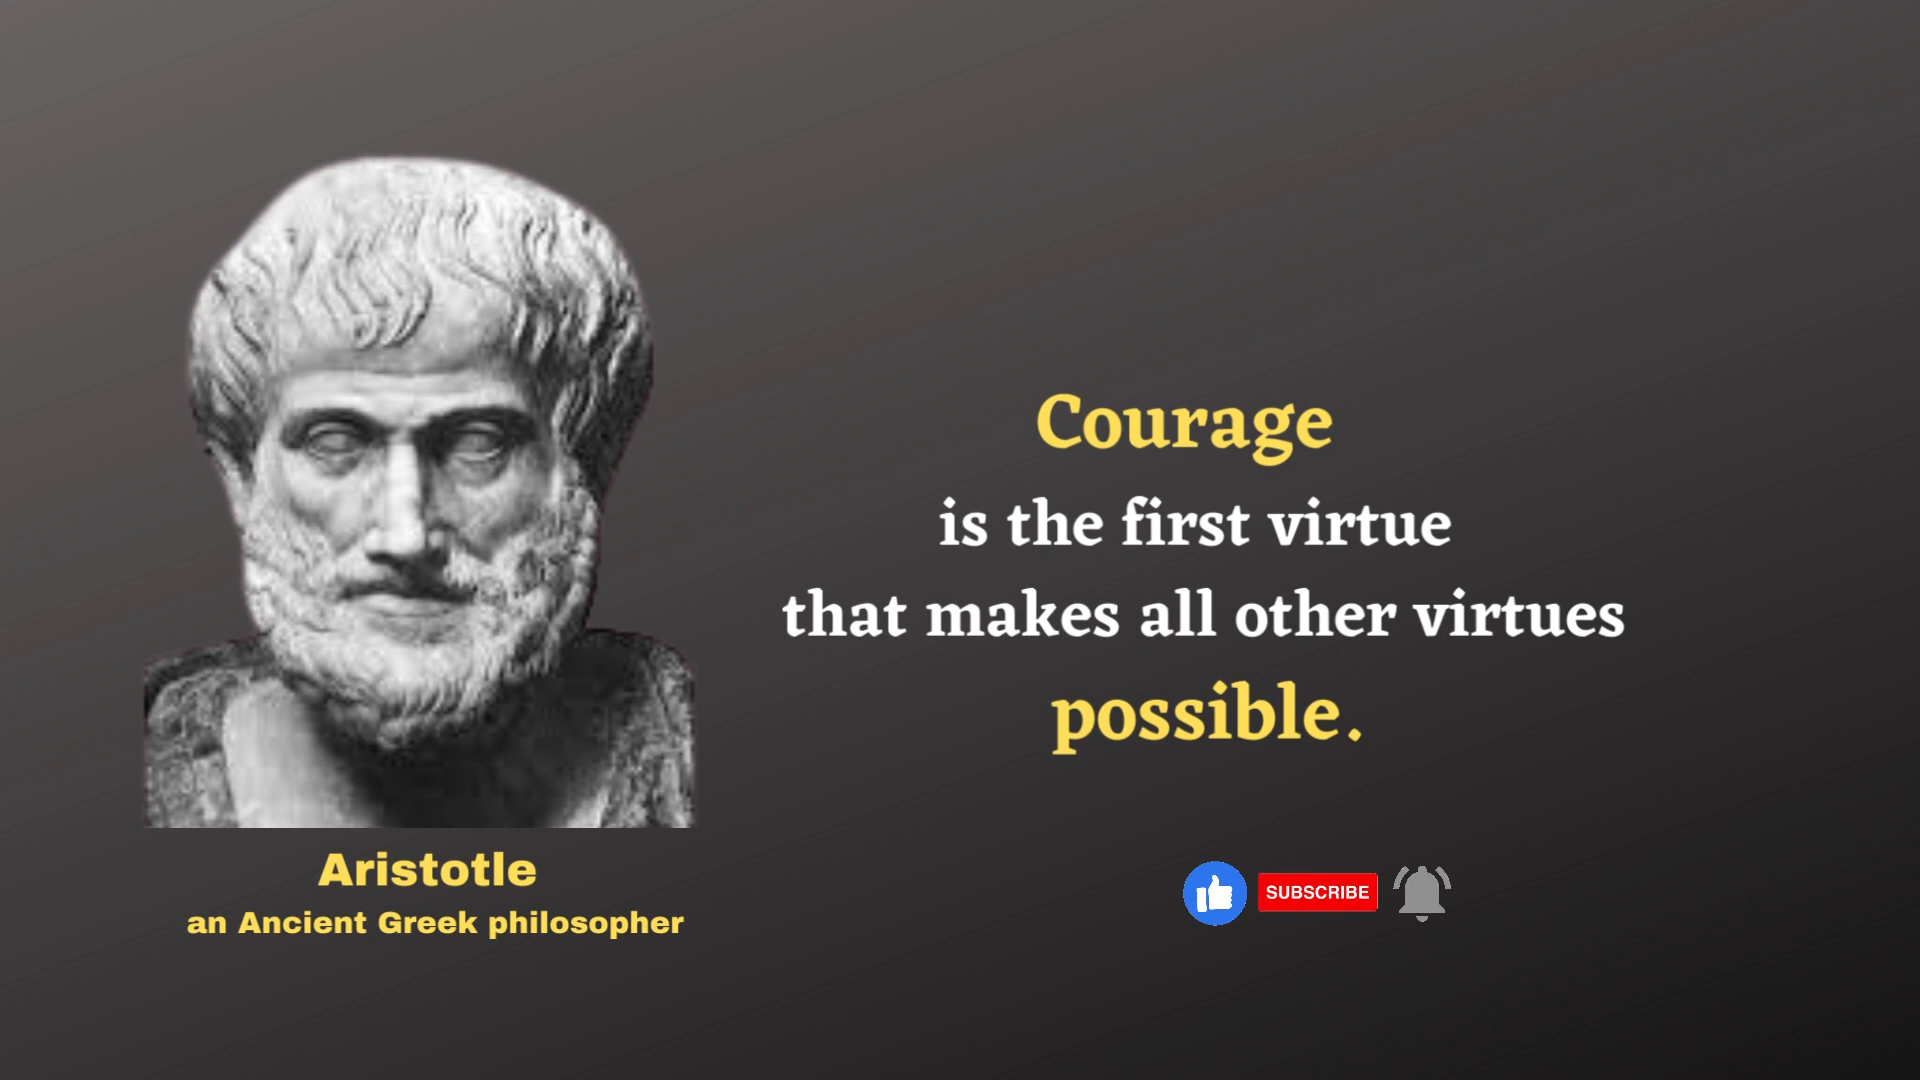 Courage
is the first virtue
that makes all other virtues
possible.
Aristotle
an Ancient Greek philosopher
SUBSCRIBE